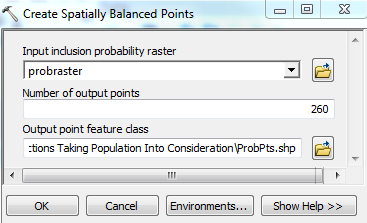 Create Spatially Balanced Points
Input inclusion probability raster
probraster
Number of output points
260
Output point feature class
:tions Taking Population Into Consideration\ProbPts.shp
OK Cancel Environments... Show Help >>